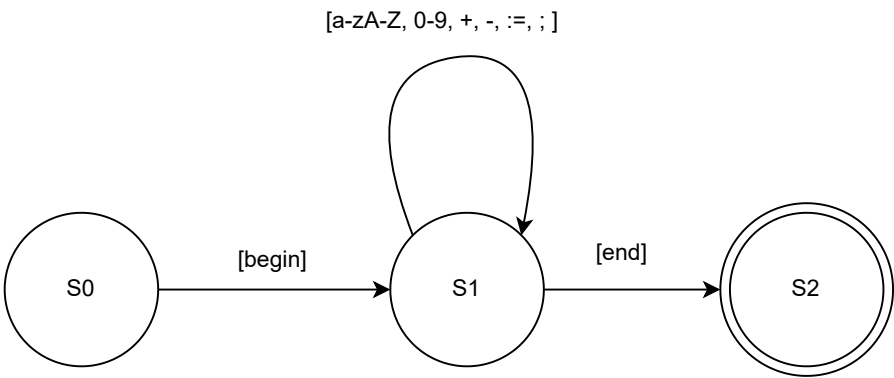 [a-zA-Z, 0-9, +, -, :=, ; ]
[begin]
[end]
S0
S1
S2